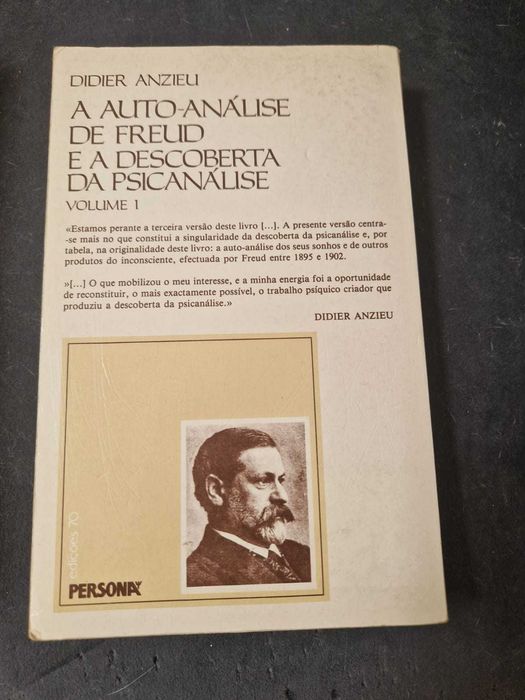 DIDIER ANZIEU
A AUTO-ANÁLISE
DE FREUD
E A DESCOBERTA
DA PSICANÁLISE
VOLUME 1
«Estamos perante a terceira versão deste livro [...]. A presente versão centra-
-se mais no que constitui a singularidade da descoberta da psicanálise e, por
tabela, na originalidade deste livro: a auto-análise dos seus sonhos e de outros
produtos do inconsciente, efectuada por Freud entre 1895 e 1902.
»[...] O que mobilizou o meu interesse, e a minha energia foi a oportunidade
de reconstituir, o mais exactamente possível, o trabalho psíquico criador que
produziu a descoberta da psicanálise.»
DIDIER ANZIEU
edições 70
PERSONA